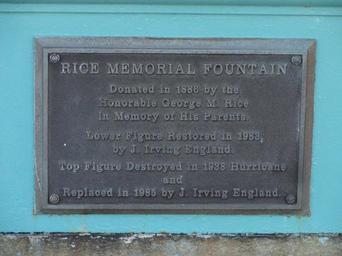 RICE MEMORIAL FOUNTAIN
Donated in 1886 by the
Honorable George M. Rice
In Memory of His Parents.
Lower Figure Restored in 1983,
by J. Irving England.
Top Figure Destroyed in 1938 Hurricane
and
Replaced in 1985 by J. Irving England.